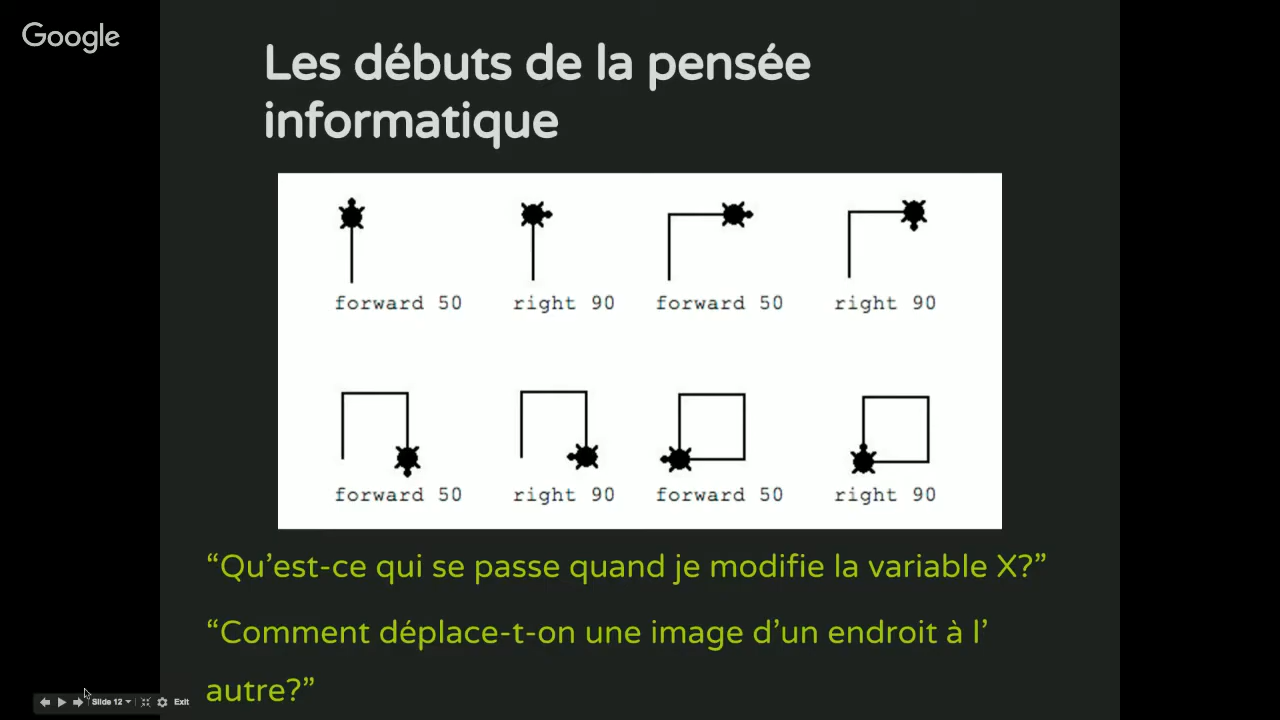 Google
Les débuts de la pensée
informatique
forward 50 right 90 forward 50 right 90
forward 50 right 90 forward 50 right 90
“Qu’est-ce qui se passe quand je modifie la variable X?”
“Comment déplace-t-on une image d’un endroit à l’
autre?”
Slide 12 Exit